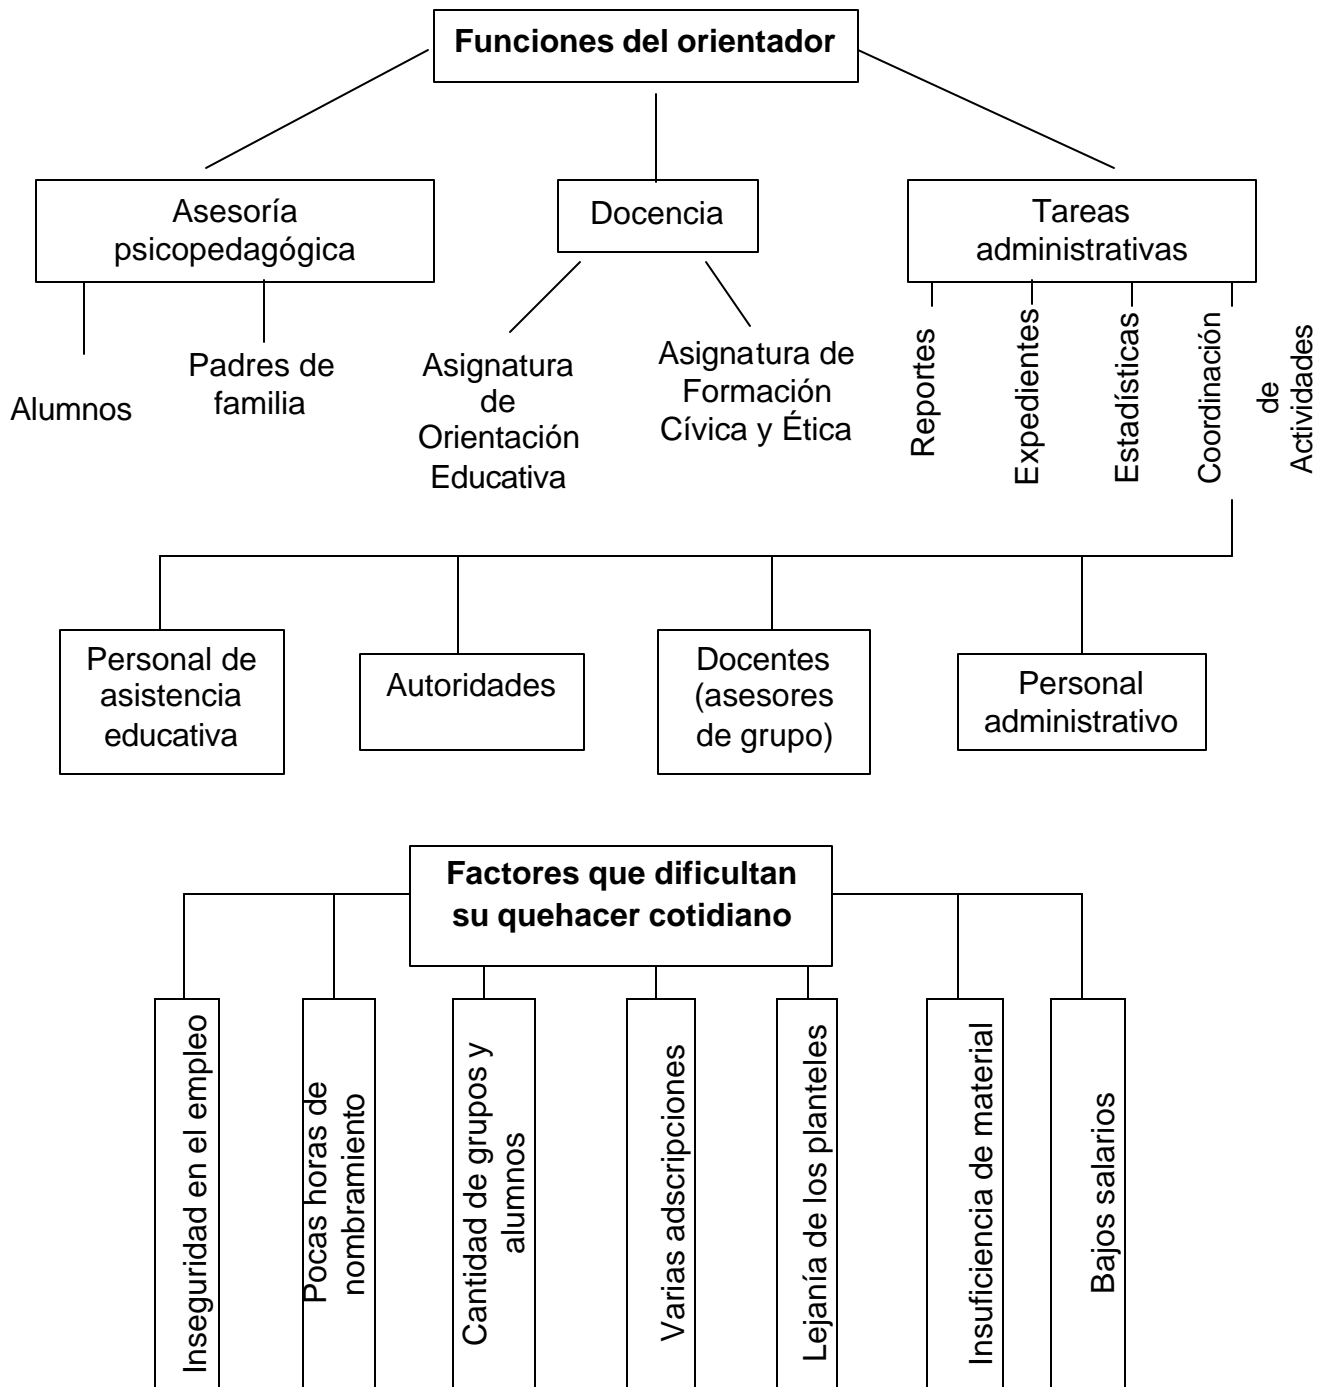 Funciones del orientador
Asesoría
psicopedagógica
Docencia
Tareas
administrativas
Alumnos
Padres de
familia
Asignatura
de
Orientación
Educativa
Asignatura de
Formación
Cívica y Ética
Reportes
Expedientes
Estadísticas
Coordinación
de
Actividades
Personal de
asistencia
educativa
Autoridades
Docentes
(asesores
de grupo)
Personal
administrativo
Factores que dificultan
su quehacer cotidiano
Inseguridad en el empleo
Pocas horas de
nombramiento
Cantidad de grupos y
alumnos
Varias adscripciones
Lejanía de los planteles
Insuficiencia de material
Bajos salarios